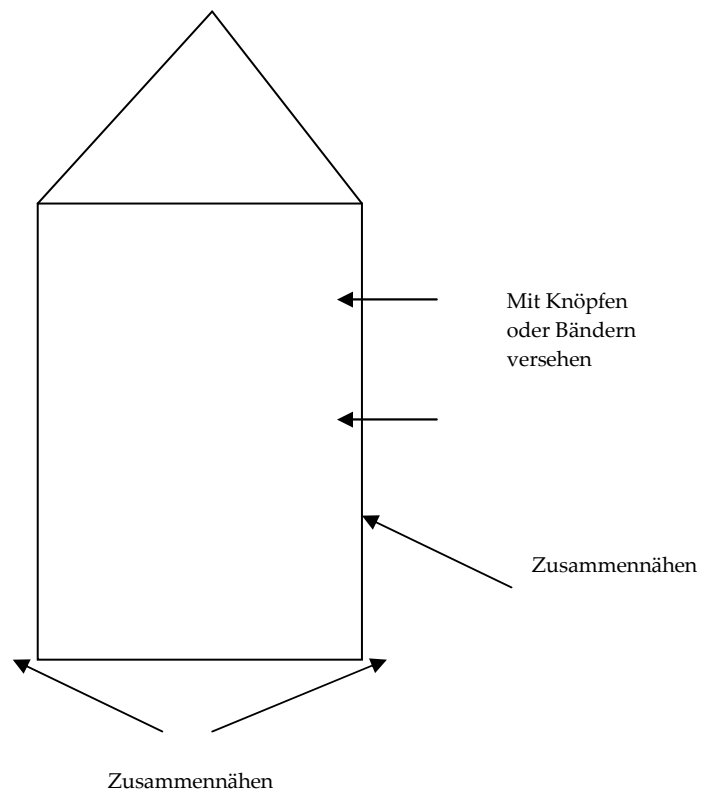 Mit Knöpfen
oder Bändern
versehen
Zusammennähen
Zusammennähen